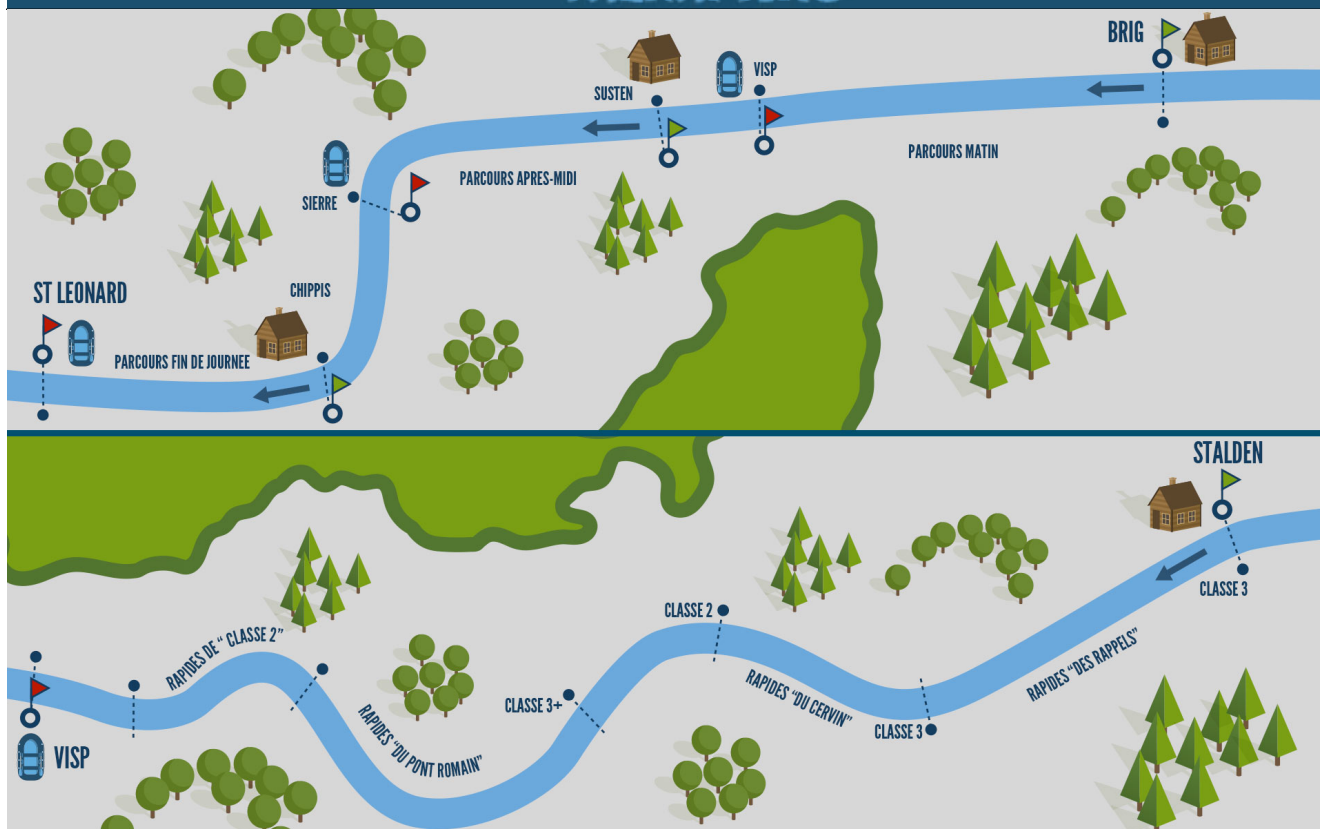 BRIG
VISP
SUSTEN
PARCOURS MATIN
PARCOURS APRES-MIDI
SIERRE
CHIPPIS
ST LEONARD
PARCOURS FIN DE JOURNEE
STALDEN
CLASSE 3
RAPIDES "DES RAPPELS"
CLASSE 3
RAPIDES "DU CERVIN"
CLASSE 2
CLASSE 3+
RAPIDES "DU PONT ROMAIN"
RAPIDES DE " CLASSE 2"
VISP